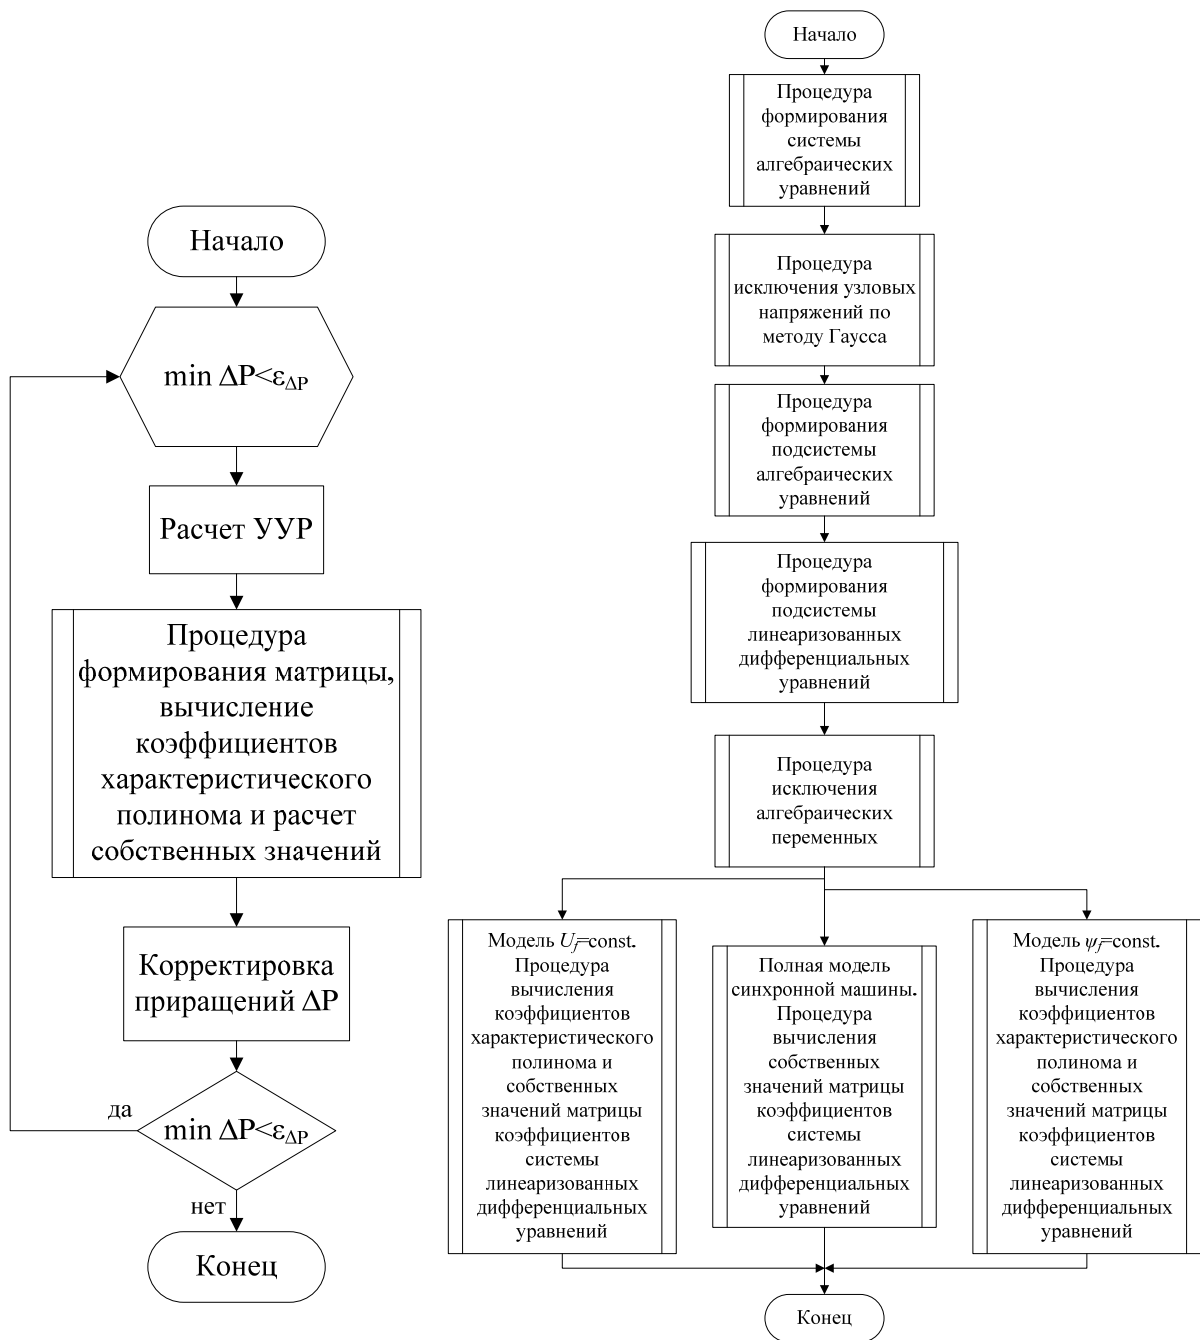 Начало
min ΔP<εΔP
Расчет УУР
Процедура
формирования матрицы,
вычисление
коэффициентов
характеристического
полинома и расчет
собственных значений
Корректировка
приращений ΔP
да
min ΔP<εΔP
нет
Конец
Начало
Процедура
формирования
системы
алгебраических
уравнений
Процедура
исключения узловых
напряжений по
методу Гаусса
Процедура
формирования
подсистемы
алгебраических
уравнений
Процедура
формирования
подсистемы
линеаризованных
дифференциальных
уравнений
Процедура
исключения
алгебраических
переменных
Модель Uf=const.
Процедура
вычисления
коэффициентов
характеристического
полинома и
собственных
значений матрицы
коэффициентов
системы
линеаризованных
дифференциальных
уравнений
Полная модель
синхронной машины.
Процедура
вычисления
собственных
значений матрицы
коэффициентов
системы
линеаризованных
дифференциальных
уравнений
Модель ψf=const.
Процедура
вычисления
коэффициентов
характеристического
полинома и
собственных
значений матрицы
коэффициентов
системы
линеаризованных
дифференциальных
уравнений
Конец